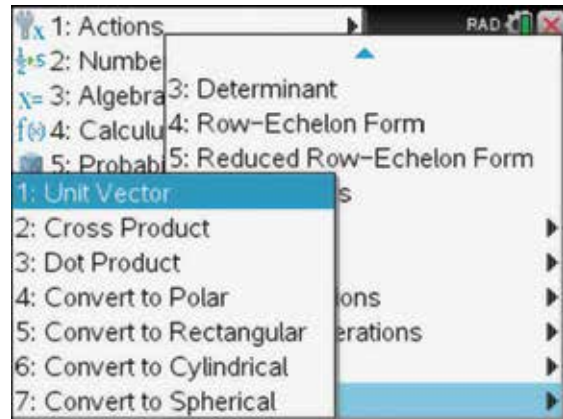 1: Actions
RAD
2: Numbe
3: Algebra
f(x) 4: Calculu
5: Probabi
3: Determinant
4: Row-Echelon Form
5: Reduced Row-Echelon Form
s
ions
erations
1: Unit Vector
2: Cross Product
3: Dot Product
4: Convert to Polar
5: Convert to Rectangular
6: Convert to Cylindrical
7: Convert to Spherical